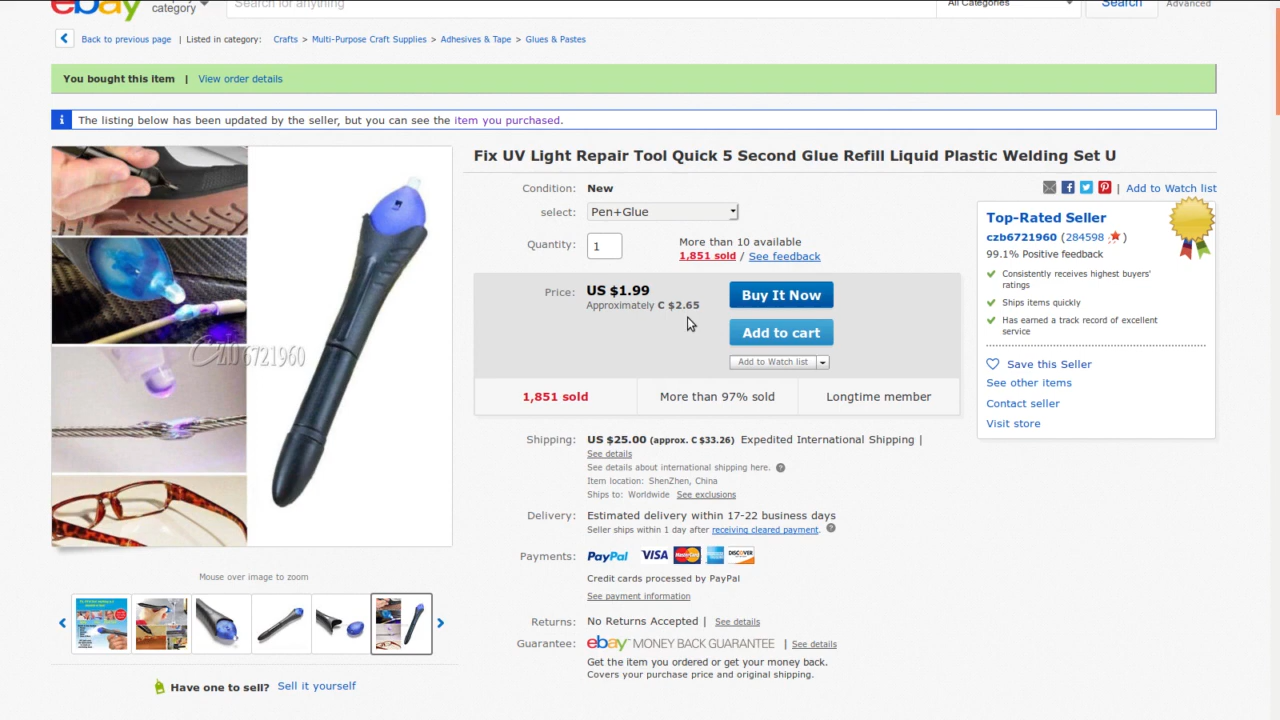 ebay
category
Search for anything
All Categories
Search
Advanced
Back to previous page | Listed in category: Crafts > Multi-Purpose Craft Supplies > Adhesives & Tape > Glues & Pastes
You bought this item | View order details
i The listing below has been updated by the seller, but you can see the item you purchased.
Fix UV Light Repair Tool Quick 5 Second Glue Refill Liquid Plastic Welding Set U
Condition: New
| Add to Watch list
select: Pen+Glue
Quantity: 1
More than 10 available
1,851 sold / See feedback
Price: US $1.99
Approximately C $2.65
Buy It Now
Add to cart
Add to Watch list
1,851 sold
More than 97% sold
Longtime member
Shipping: US $25.00 (approx. C $33.26) Expedited International Shipping |
See details
See details about international shipping here. ?
Item location: ShenZhen, China
Ships to: Worldwide See exclusions
Delivery: Estimated delivery within 17-22 business days
Seller ships within 1 day after receiving cleared payment. ?
Payments: PayPal VISA MasterCard DISCOVER
Credit cards processed by PayPal
See payment information
Returns: No Returns Accepted | See details
Guarantee: ebay MONEY BACK GUARANTEE | See details
Get the item you ordered or get your money back.
Covers your purchase price and original shipping.
Top-Rated Seller
czb6721960 (284598 )
99.1% Positive feedback
Consistently receives highest buyers'
ratings
Ships items quickly
Has earned a track record of excellent
service
Save this Seller
See other items
Contact seller
Visit store
Czb6721960
Mouse over image to zoom
Have one to sell? Sell it yourself